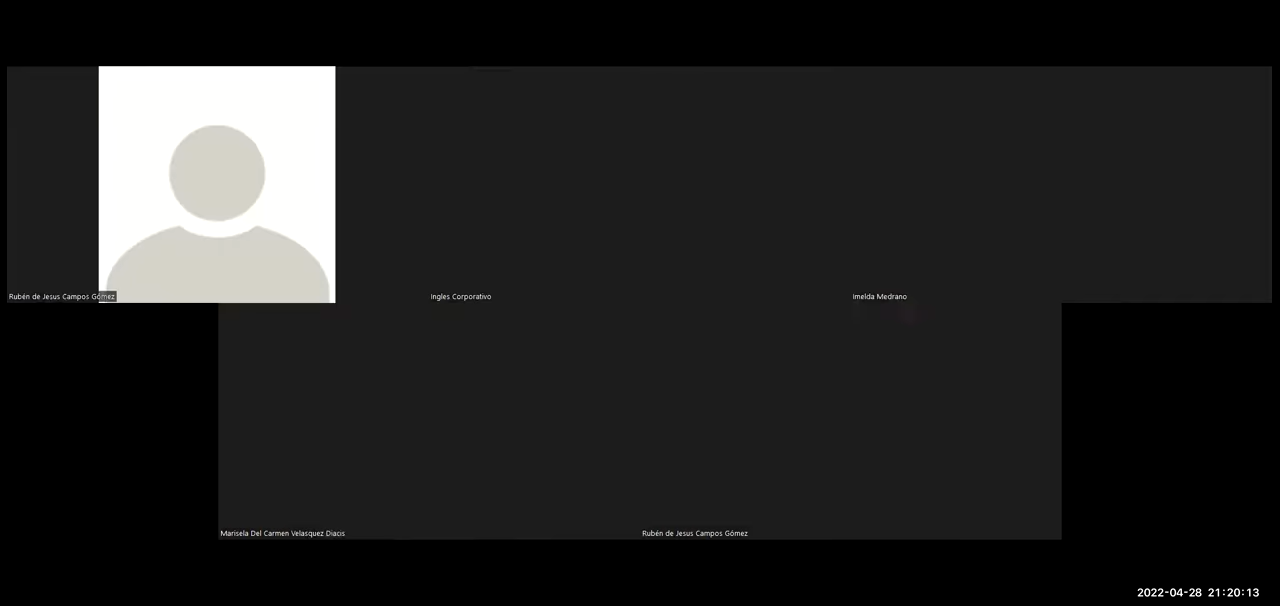 Rubén de Jesus Campos Gómez
Ingles Corporativo
Imelda Medrano
Marisela Del Carmen Velasquez Diacis
Rubén de Jesus Campos Gómez
2022-04-28 21:20:13